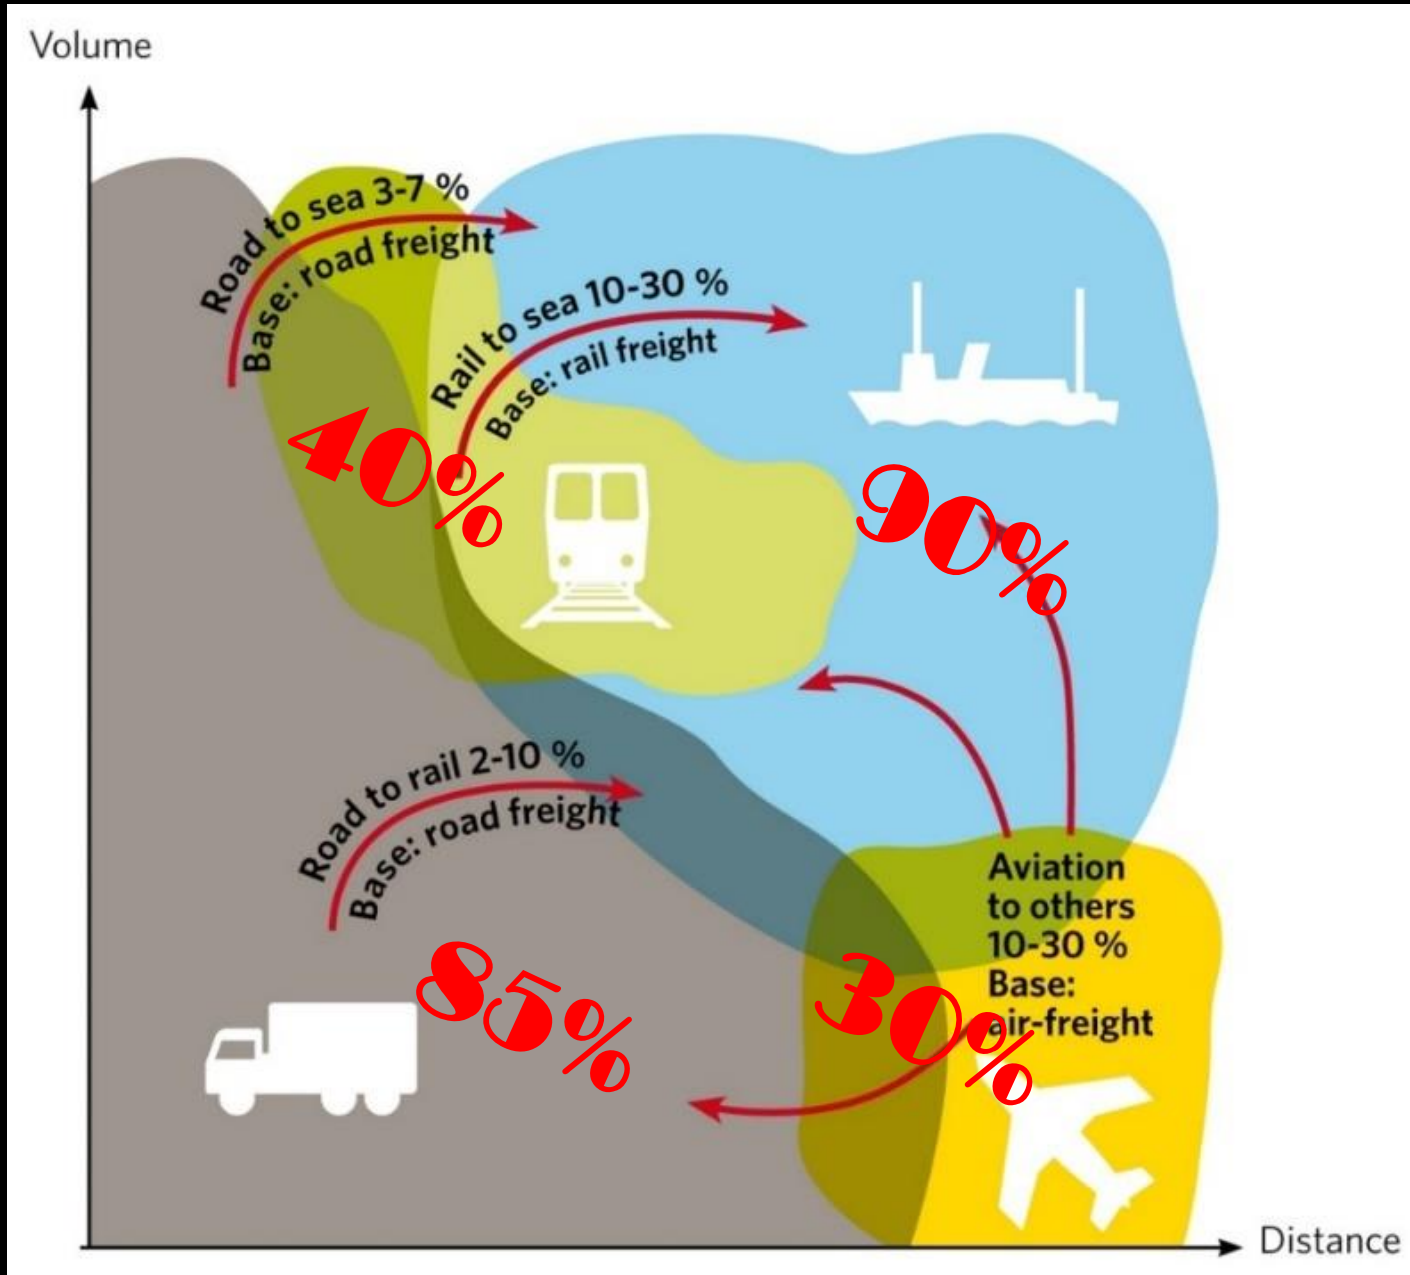 Volume
Road to sea 3-7 %
Base: road freight
Rail to sea 10-30 %
Base: rail freight
40%
90%
Road to rail 2-10 %
Base: road freight
Aviation
to others
10-30 %
Base:
air-freight
85%
30%
Distance